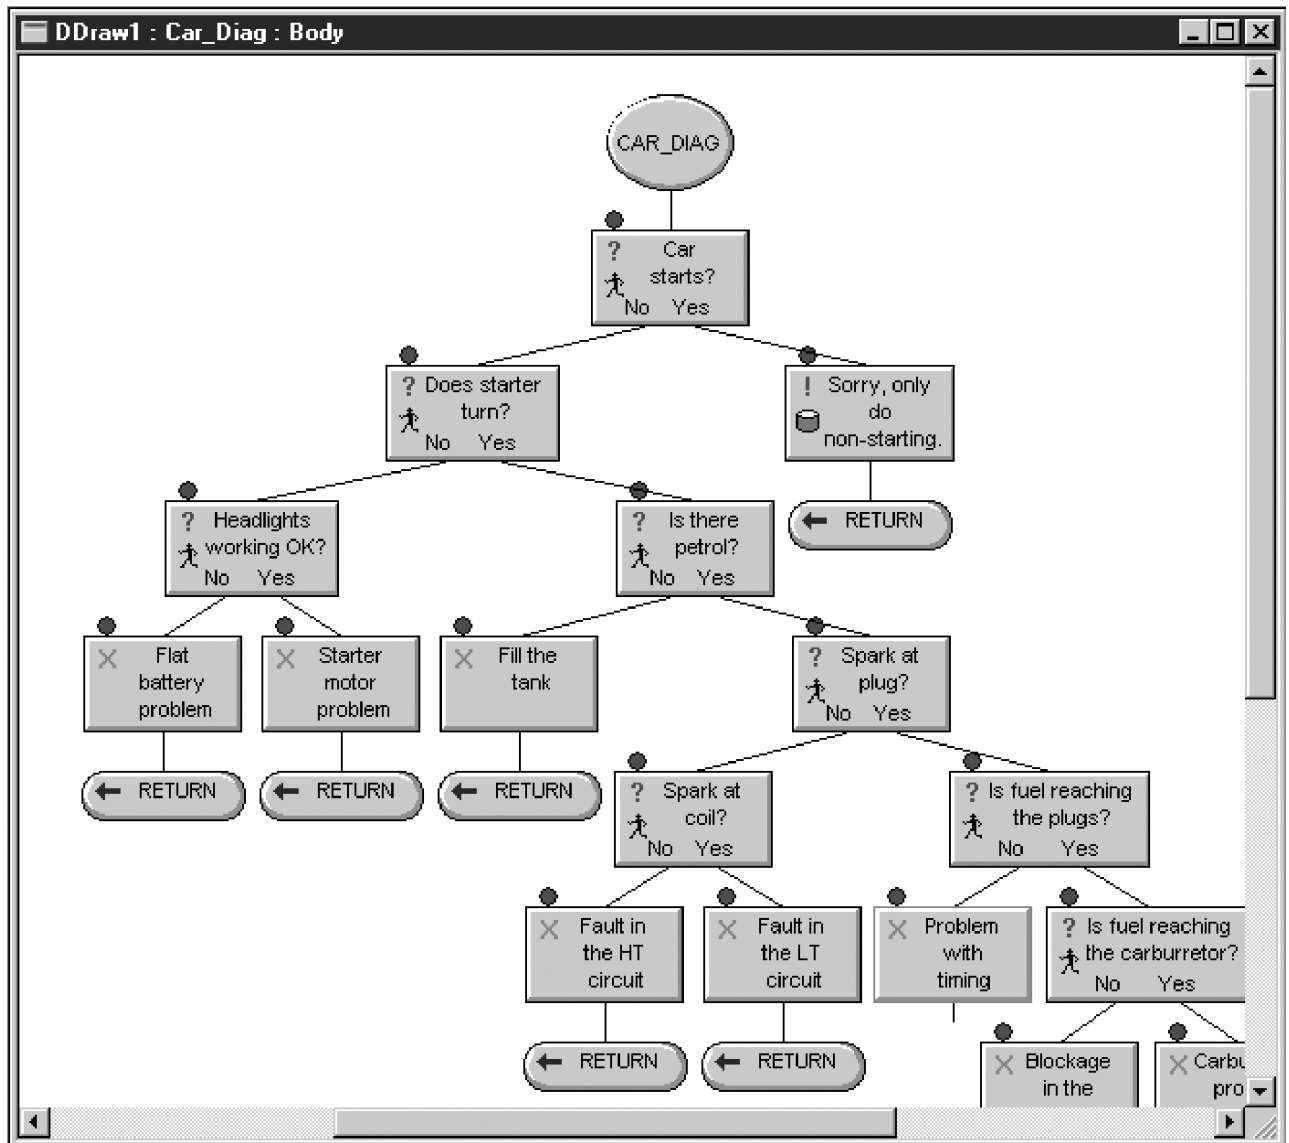 DDraw1 : Car_Diag : Body
CAR_DIAG
? Car
starts?
No Yes
? Does starter
turn?
No Yes
! Sorry, only
do
non-starting.
? Headlights
working OK?
No Yes
? Is there
petrol?
No Yes
RETURN
Flat
battery
problem
Starter
motor
problem
Fill the
tank
? Spark at
plug?
No Yes
RETURN
RETURN
RETURN
? Spark at
coil?
No Yes
? Is fuel reaching
the plugs?
No Yes
Fault in
the HT
circuit
Fault in
the LT
circuit
Problem
with
timing
? Is fuel reaching
the carburretor?
No Yes
RETURN
RETURN
Blockage
in the
Carbu
pro